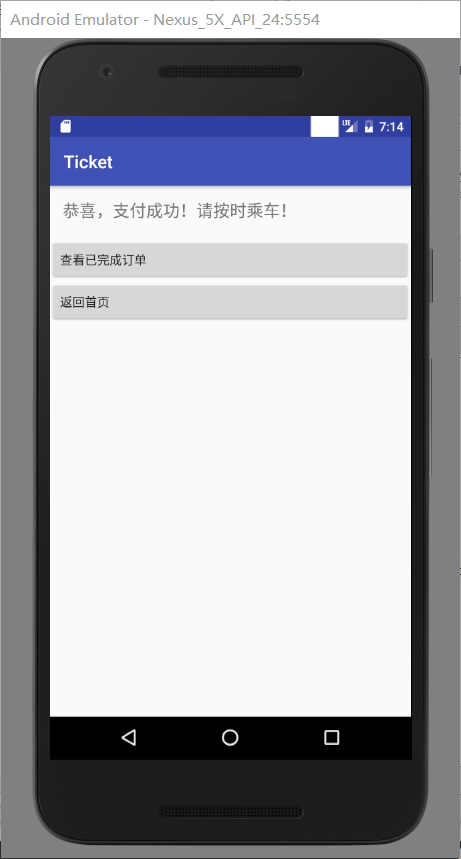 Android Emulator - Nexus_5X_API_24:5554
LTE 7:14
Ticket
恭喜，支付成功！请按时乘车！
查看已完成订单
返回首页